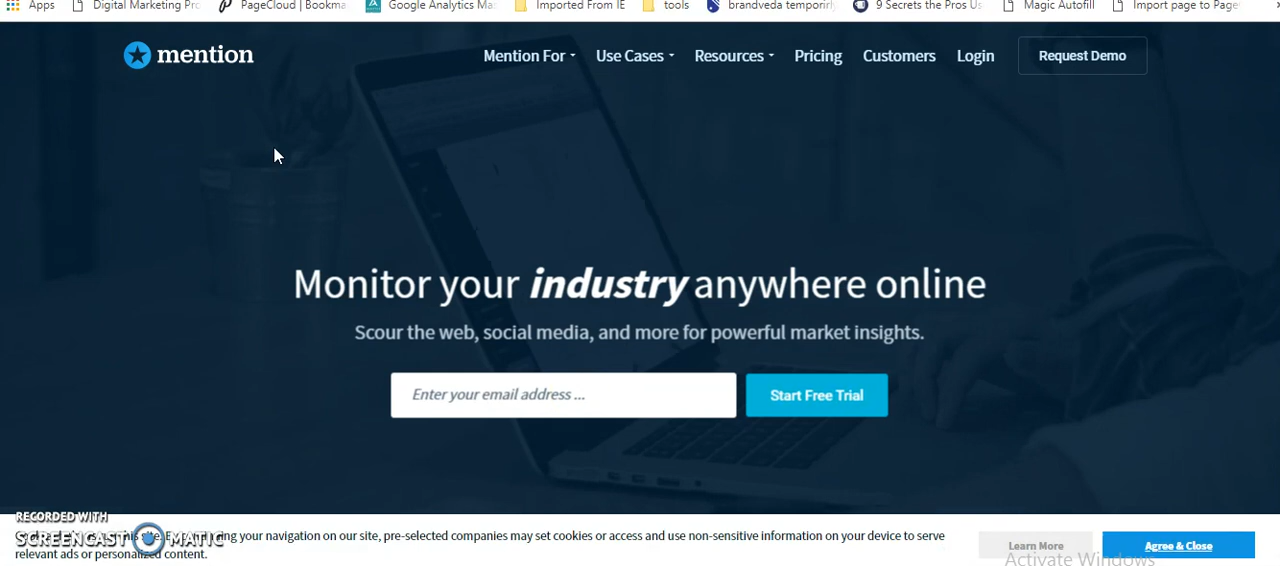 Apps Digital Marketing Pro PageCloud | Bookma Google Analytics Ma Imported From IE tools brandveda temporirly 9 Secrets the Pros Us Magic Autofill Import page to Page
mention Mention For Use Cases Resources Pricing Customers Login Request Demo
Monitor your industry anywhere online
Scour the web, social media, and more for powerful market insights.
Enter your email address ... Start Free Trial
RECORDED WITH
SCREENCAST MATIC
your navigation on our site, pre-selected companies may set cookies or access and use non-sensitive information on your device to serve
relevant ads or personalized content.
Learn More Agree & Close
Activate Windows